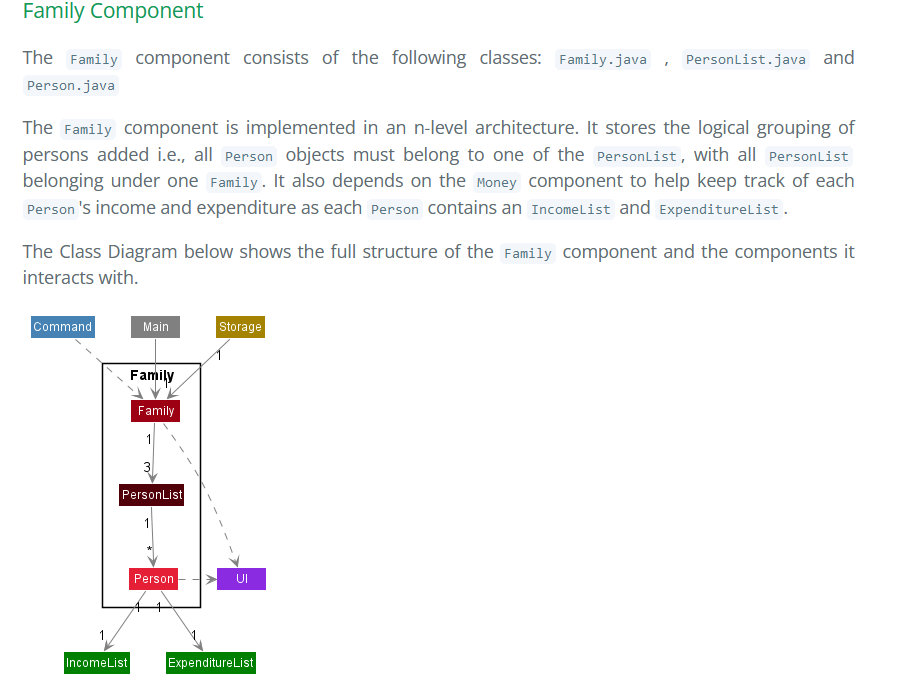 Family Component
The Family component consists of the following classes: Family.java , PersonList.java and
Person.java
The Family component is implemented in an n-level architecture. It stores the logical grouping of
persons added i.e., all Person objects must belong to one of the PersonList, with all PersonList
belonging under one Family. It also depends on the Money component to help keep track of each
Person's income and expenditure as each Person contains an IncomeList and ExpenditureList.
The Class Diagram below shows the full structure of the Family component and the components it
interacts with.
Command Main Storage
1
Family
1
Family
1
3
PersonList
1
*
Person UI
1 1
1 1
IncomeList ExpenditureList